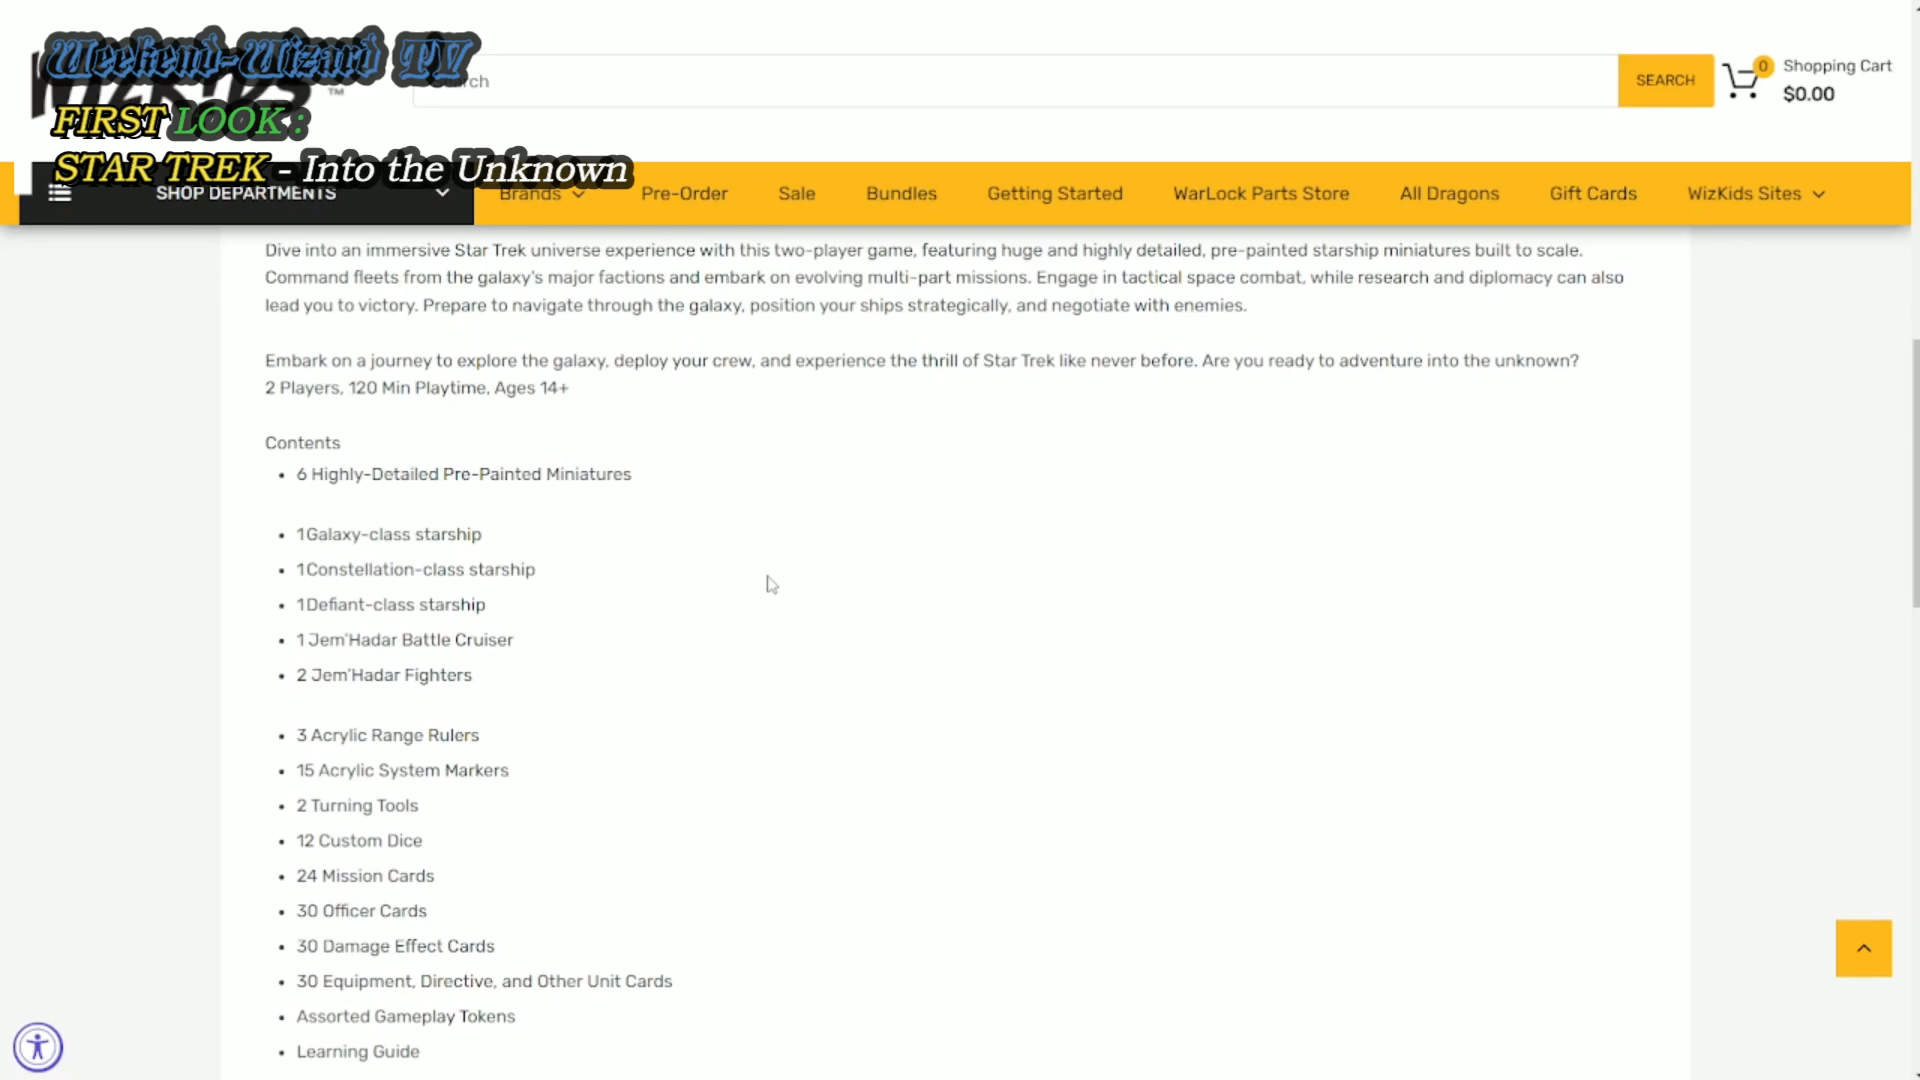 Weekend-Wizard TV
WIZKIDS ™
FIRST LOOK :
STAR TREK - Into the Unknown
SEARCH
0
Shopping Cart
$0.00
SHOP DEPARTMENTS
Brands
Pre-Order
Sale
Bundles
Getting Started
WarLock Parts Store
All Dragons
Gift Cards
WizKids Sites
Dive into an immersive Star Trek universe experience with this two-player game, featuring huge and highly detailed, pre-painted starship miniatures built to scale.
Command fleets from the galaxy's major factions and embark on evolving multi-part missions. Engage in tactical space combat, while research and diplomacy can also
lead you to victory. Prepare to navigate through the galaxy, position your ships strategically, and negotiate with enemies.
Embark on a journey to explore the galaxy, deploy your crew, and experience the thrill of Star Trek like never before. Are you ready to adventure into the unknown?
2 Players, 120 Min Playtime, Ages 14+
Contents
• 6 Highly-Detailed Pre-Painted Miniatures
• 1 Galaxy-class starship
• 1 Constellation-class starship
• 1 Defiant-class starship
• 1 Jem'Hadar Battle Cruiser
• 2 Jem'Hadar Fighters
• 3 Acrylic Range Rulers
• 15 Acrylic System Markers
• 2 Turning Tools
• 12 Custom Dice
• 24 Mission Cards
• 30 Officer Cards
• 30 Damage Effect Cards
• 30 Equipment, Directive, and Other Unit Cards
• Assorted Gameplay Tokens
• Learning Guide